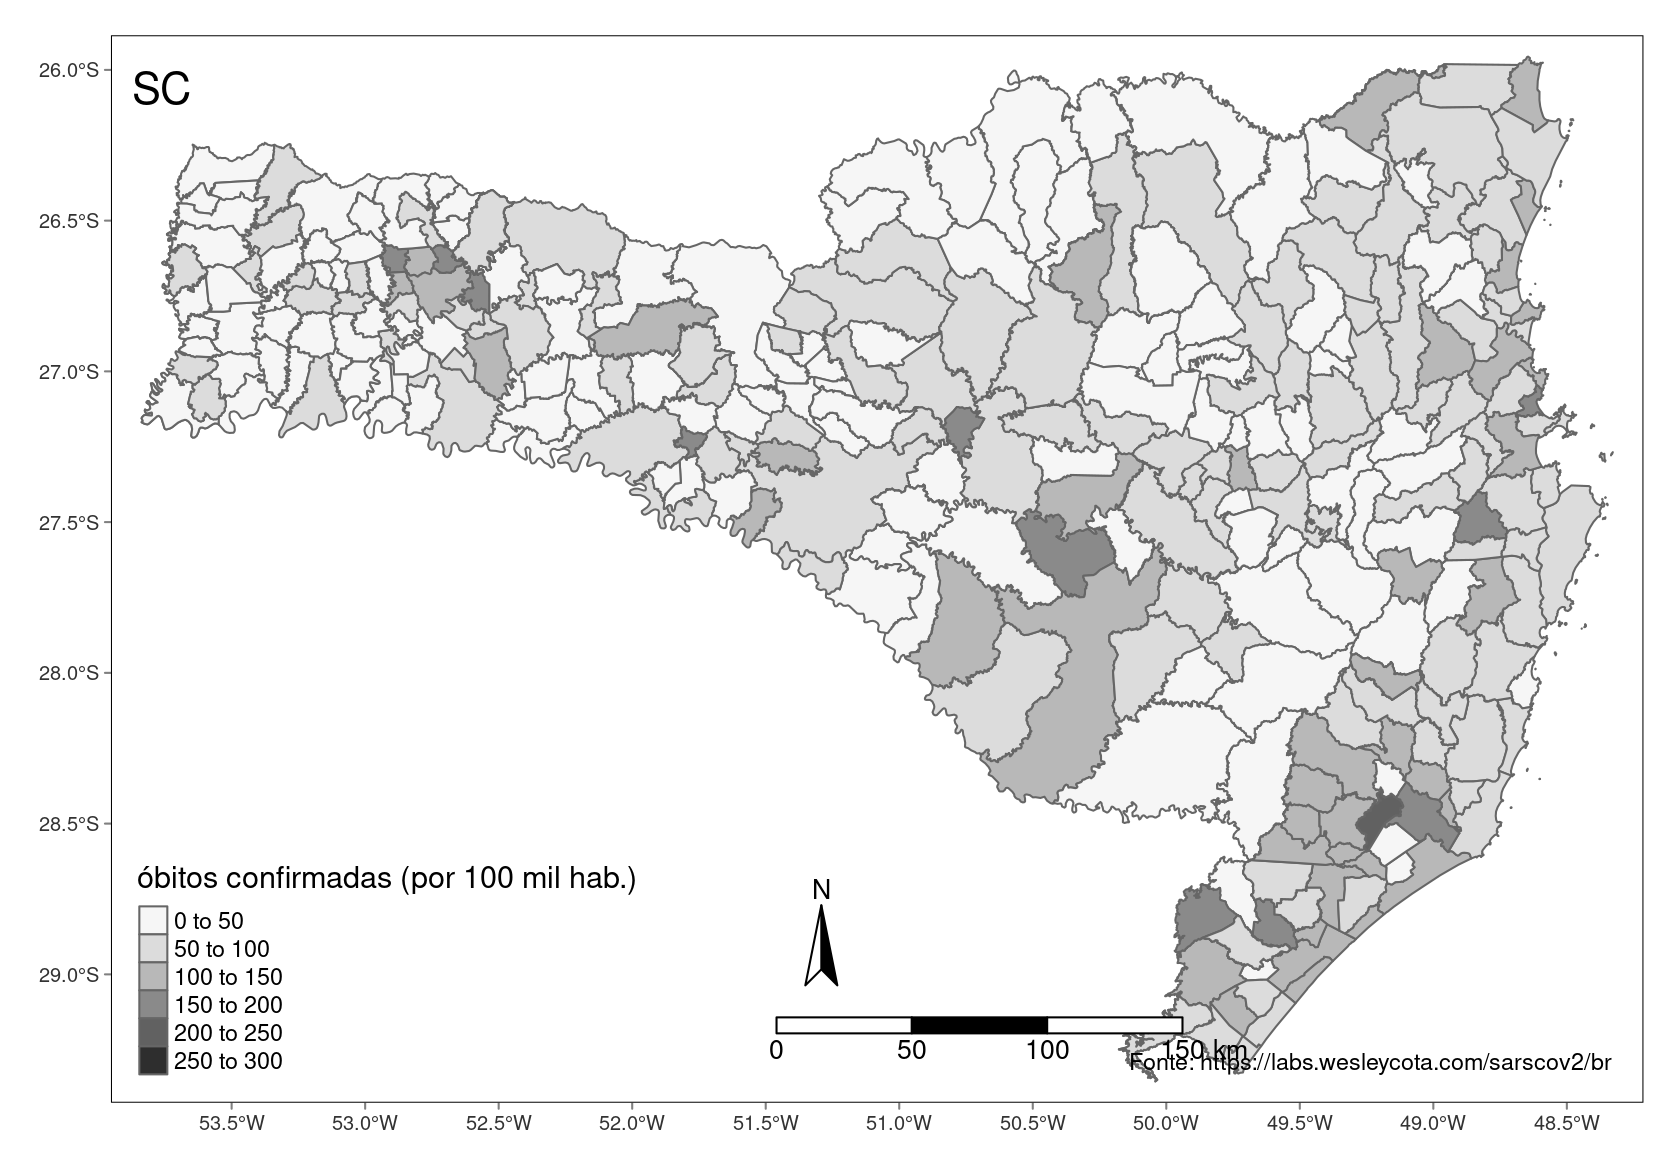 SC
26.0°S
26.5°S
27.0°S
27.5°S
28.0°S
28.5°S
29.0°S
óbitos confirmadas (por 100 mil hab.)
0 to 50
50 to 100
100 to 150
150 to 200
200 to 250
250 to 300
N
0 50 100 150 km
Fonte: https://labs.wesleycota.com/sarscov2/br
53.5°W 53.0°W 52.5°W 52.0°W 51.5°W 51.0°W 50.5°W 50.0°W 49.5°W 49.0°W 48.5°W